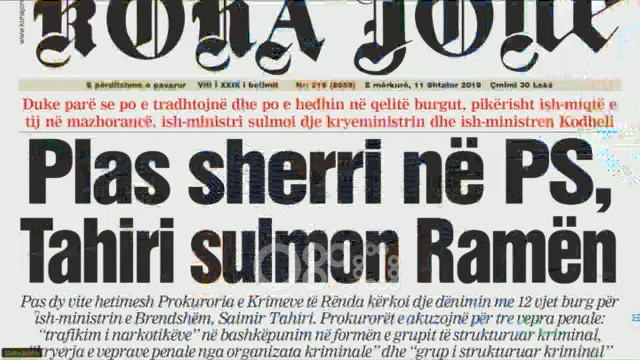 KOHA JONE
E përditshme e pavarur Viti i XXIX i botimit Nr. 219 (8659) E mërkurë, 11 Shtator 2019 Çmimi 30 Lekë
Duke parë se po e tradhtojnë dhe po e hedhin në qelitë burgut, pikërisht ish-miqtë e
tij në mazhorancë, ish-ministri sulmoi dje kryeministrin dhe ish-ministren Kodheli
Plas sherri në PS,
Tahiri sulmon Ramën
Pas dy vite hetimesh Prokuroria e Krimeve të Rënda kërkoi dje dënimin me 12 vjet burg për
ish-ministrin e Brendshëm, Saimir Tahiri. Prokurorët e akuzojnë për tre vepra penale:
“trafikim i narkotikëve” në bashkëpunim në formën e grupit të strukturuar kriminal,
“kryerja e veprave penale nga organizata kriminale” dhe “grup i strukturuar kriminal”